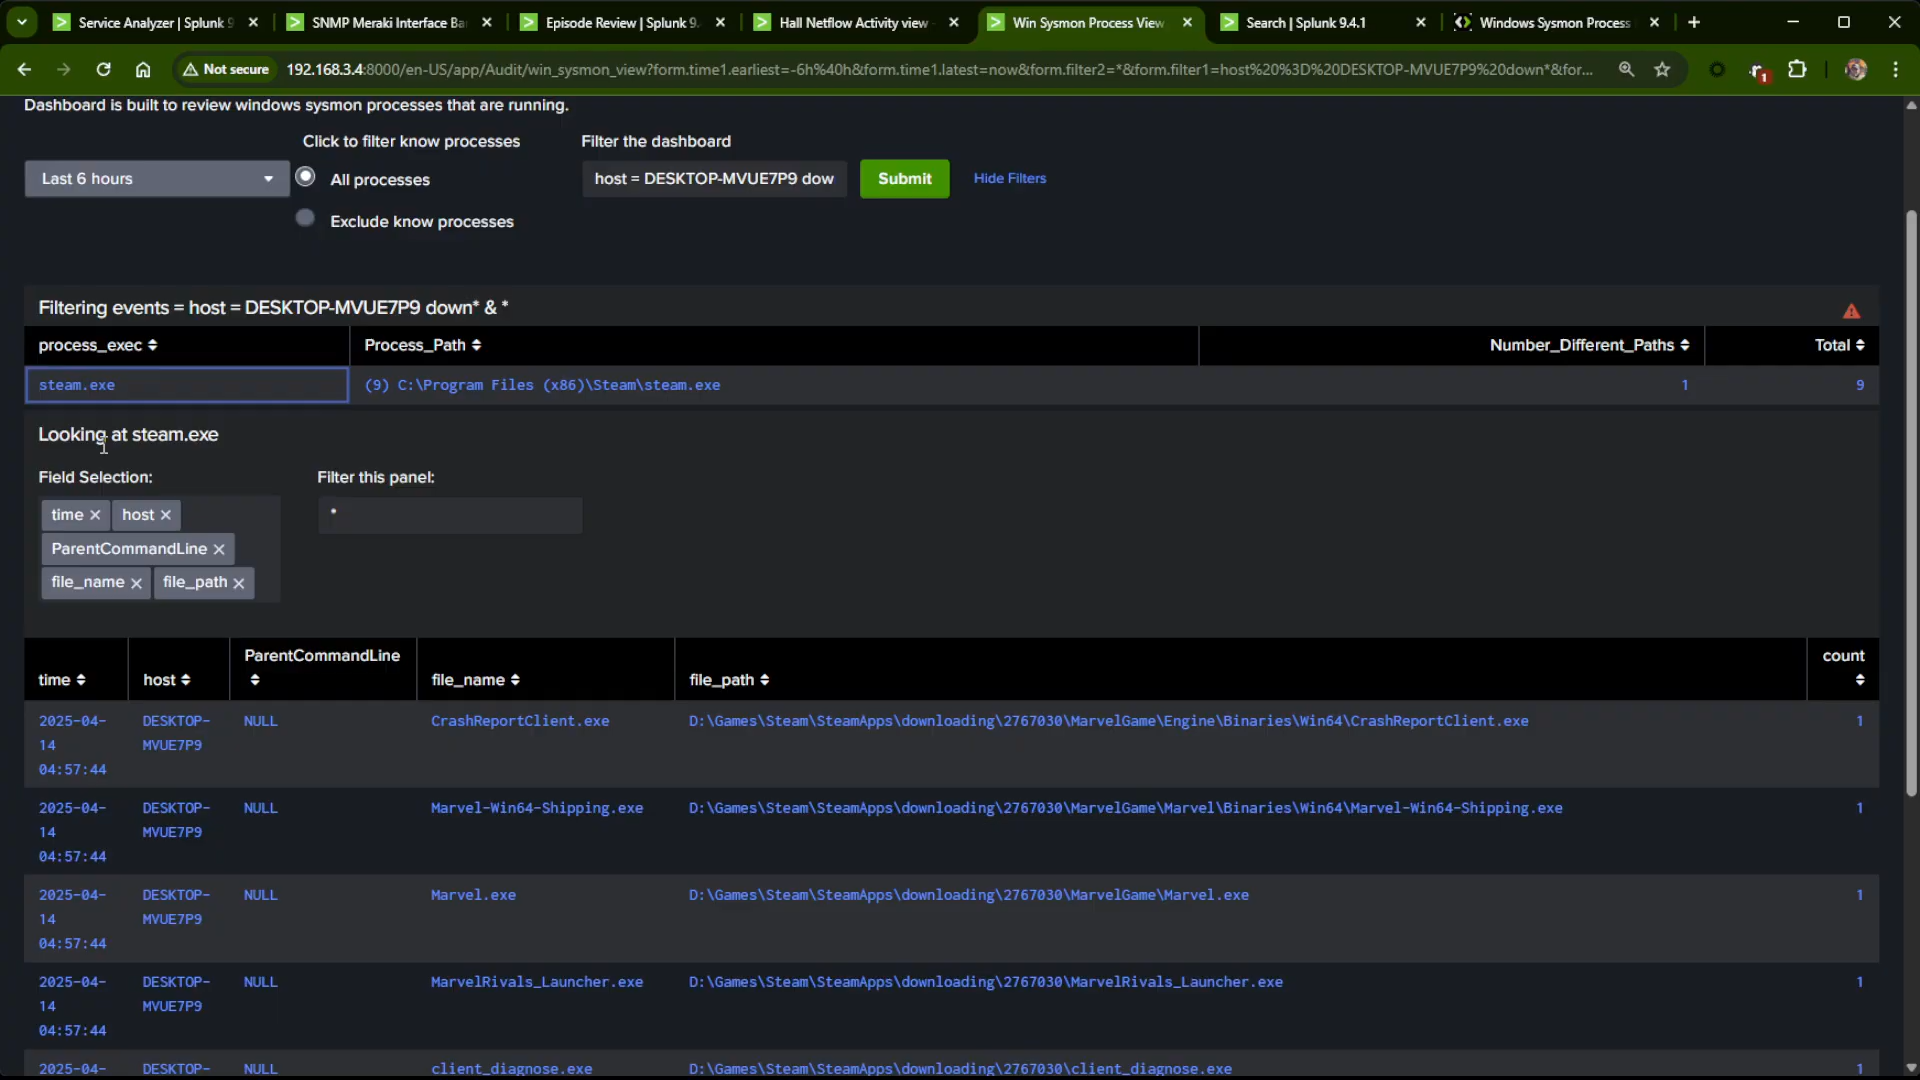 Service Analyzer | Splunk 9
SNMP Meraki Interface Ba
Episode Review | Splunk 9.
Hall Netflow Activity view
Win Sysmon Process View
Search | Splunk 9.4.1
Windows Sysmon Process
Not secure
192.168.3.4:8000/en-US/app/Audit/win_sysmon_view?form.time1.earliest=-6h%40h&form.time1.latest=now&form.filter2=*&form.filter1=host%20%3D%20DESKTOP-MVUE7P9%20down*&for...
1
Dashboard is built to review windows sysmon processes that are running.
Click to filter know processes
Filter the dashboard
Last 6 hours
All processes
host = DESKTOP-MVUE7P9 dow
Submit
Hide Filters
Exclude know processes
Filtering events = host = DESKTOP-MVUE7P9 down* & *
process_exec
Process_Path
Number_Different_Paths
Total
steam.exe
(9) C:\Program Files (x86)\Steam\steam.exe
1
9
Looking at steam.exe
Field Selection:
Filter this panel:
time
host
*
ParentCommandLine
file_name
file_path
time
host
ParentCommandLine
file_name
file_path
count
2025-04-
14
04:57:44
DESKTOP-
MVUE7P9
NULL
CrashReportClient.exe
D:\Games\Steam\SteamApps\downloading\2767030\MarvelGame\Engine\Binaries\Win64\CrashReportClient.exe
1
2025-04-
14
04:57:44
DESKTOP-
MVUE7P9
NULL
Marvel-Win64-Shipping.exe
D:\Games\Steam\SteamApps\downloading\2767030\MarvelGame\Marvel\Binaries\Win64\Marvel-Win64-Shipping.exe
1
2025-04-
14
04:57:44
DESKTOP-
MVUE7P9
NULL
Marvel.exe
D:\Games\Steam\SteamApps\downloading\2767030\MarvelGame\Marvel.exe
1
2025-04-
14
04:57:44
DESKTOP-
MVUE7P9
NULL
MarvelRivals_Launcher.exe
D:\Games\Steam\SteamApps\downloading\2767030\MarvelRivals_Launcher.exe
1
2025-04-
DESKTOP-
NULL
client_diagnose.exe
D:\Games\Steam\SteamApps\downloading\2767030\client_diagnose.exe
1